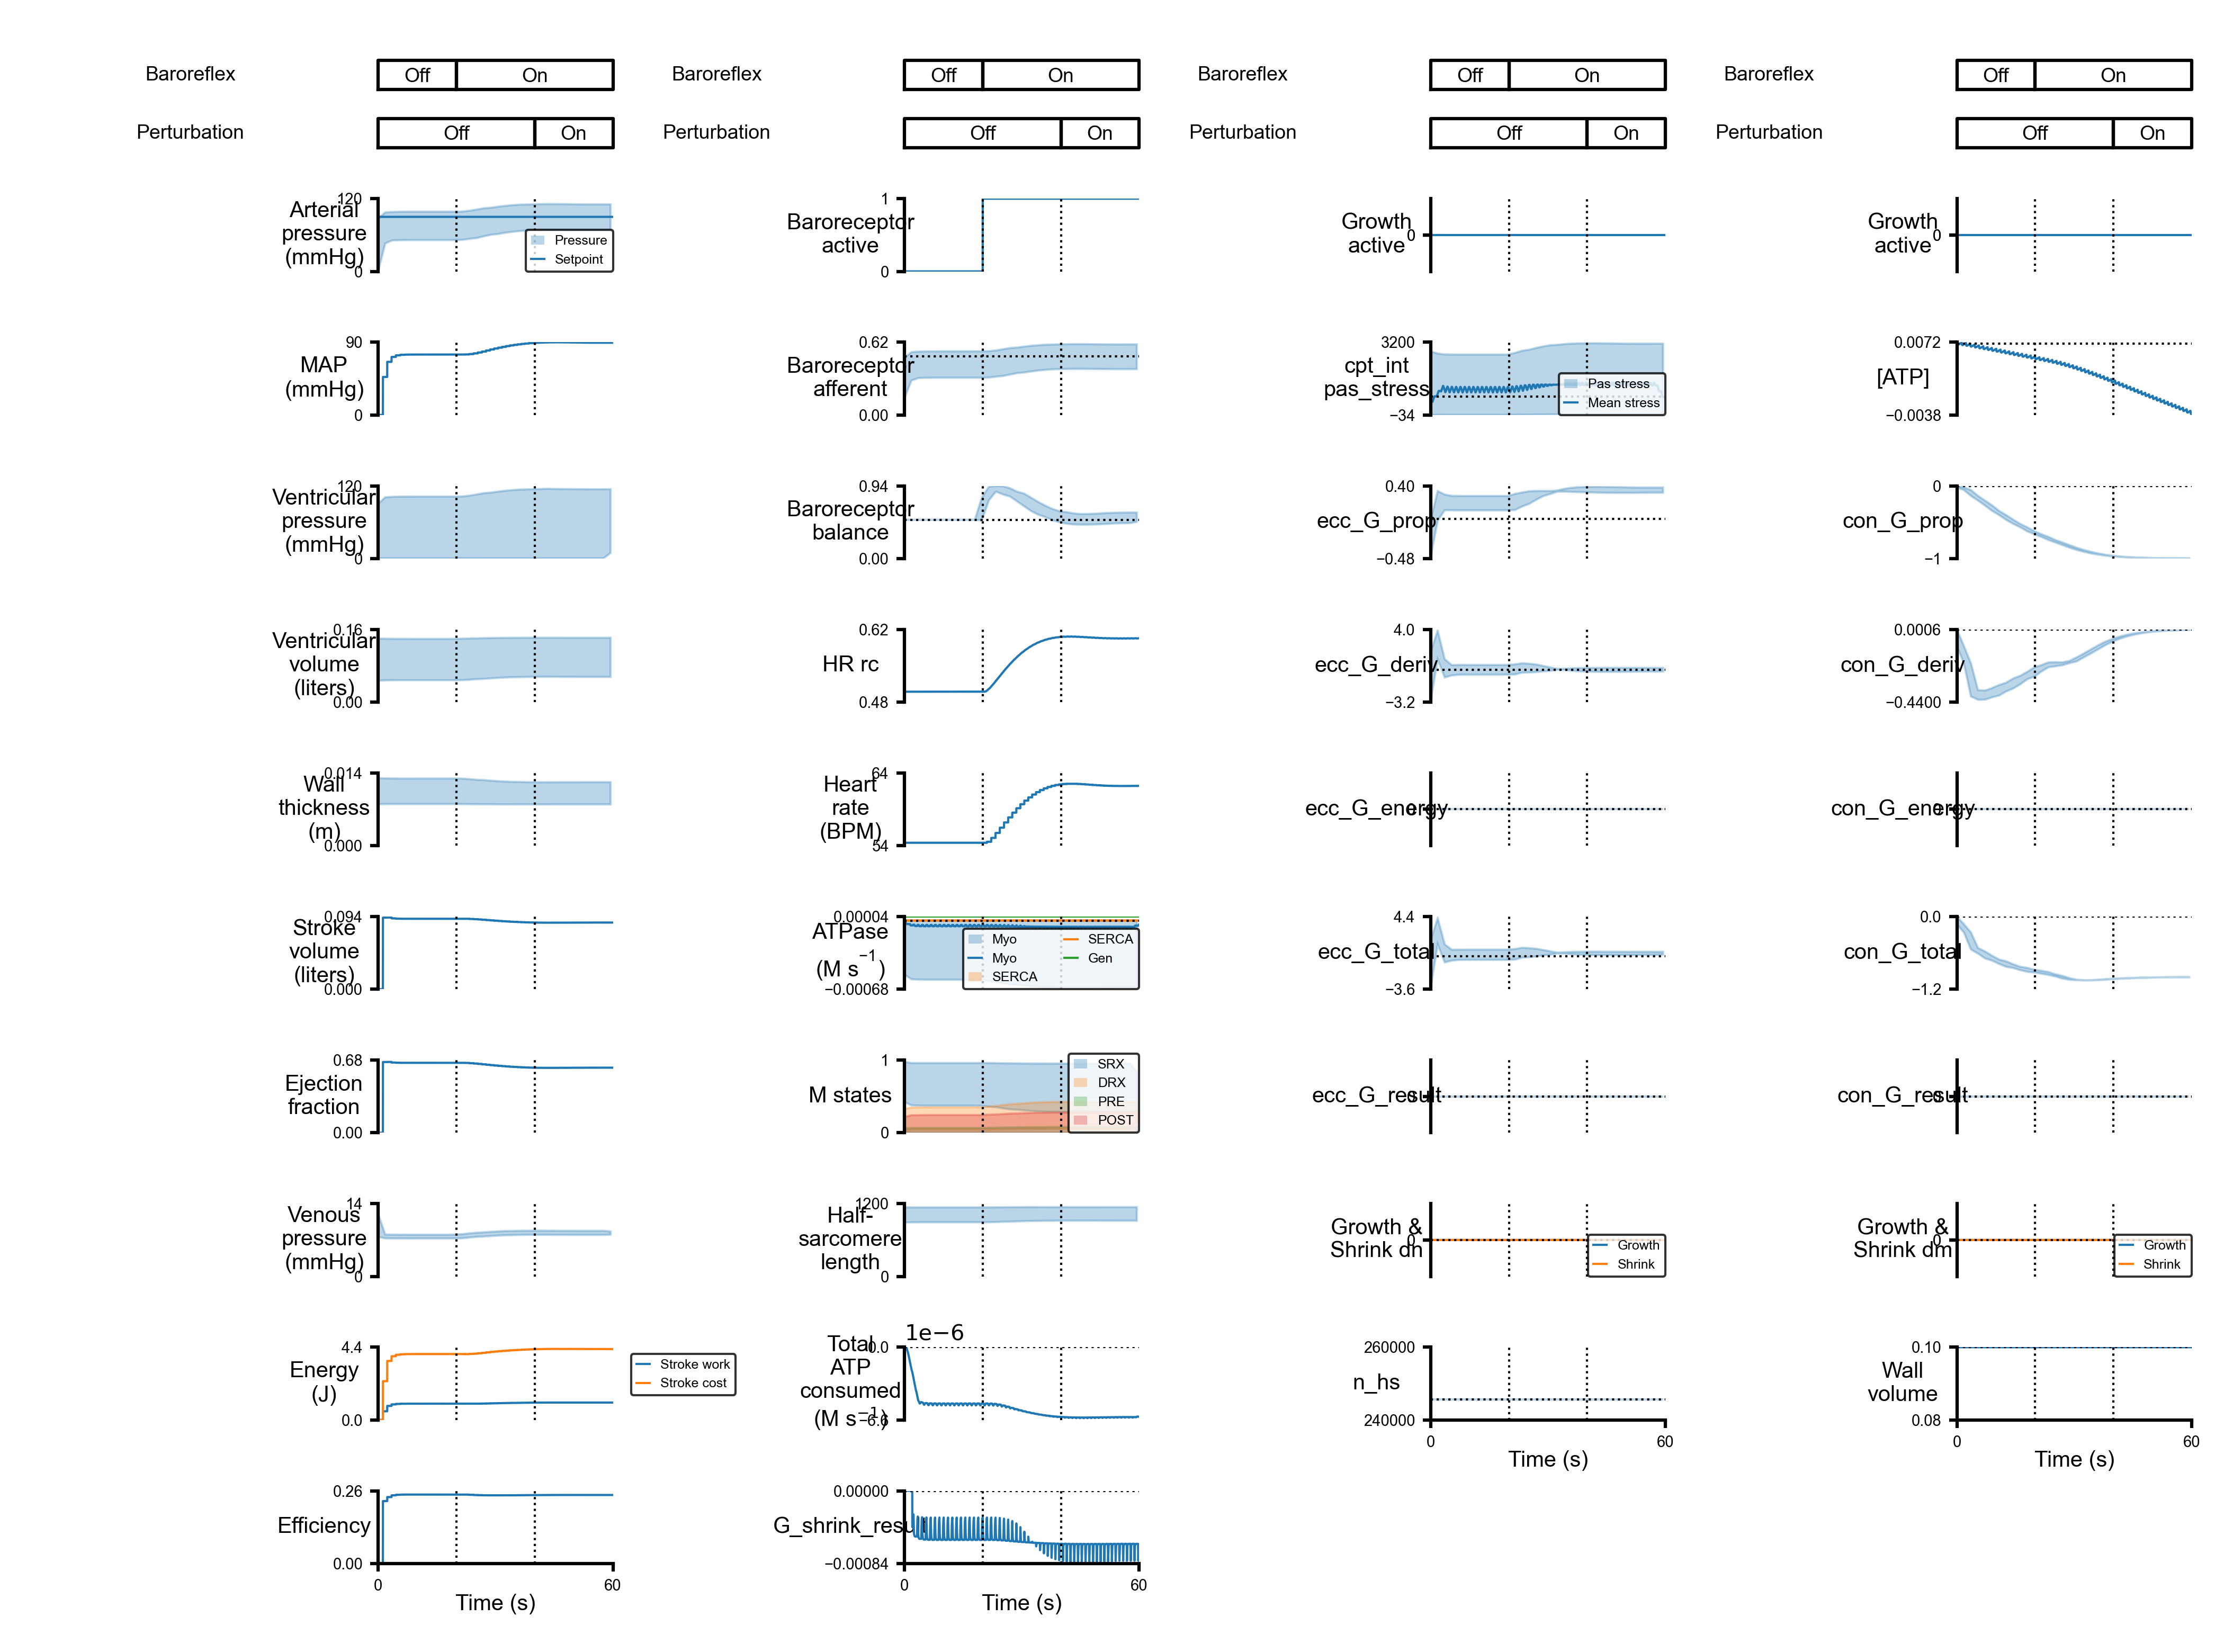 Baroreflex Off On
Perturbation Off On
Arterial
pressure
(mmHg)
120
0
Pressure
Setpoint
MAP
(mmHg)
90
0
Ventricular
pressure
(mmHg)
120
0
Ventricular
volume
(liters)
0.16
0.00
Wall
thickness
(m)
0.014
0.000
Stroke
volume
(liters)
0.094
0.000
Ejection
fraction
0.68
0.00
Venous
pressure
(mmHg)
14
0
Energy
(J)
4.4
0.0
Stroke work
Stroke cost
Efficiency
0.26
0.00
0 60
Time (s)
Baroreflex Off On
Perturbation Off On
Baroreceptor
active
1
0
Baroreceptor
afferent
0.62
0.00
Baroreceptor
balance
0.94
0.00
HR rc
0.62
0.48
Heart
rate
(BPM)
64
54
ATPase
(M s⁻¹)
0.00004
−0.00068
Myo
Myo
SERCA
SERCA
Gen
M states
1
0
SRX
DRX
PRE
POST
Half-
sarcomere
length
1200
0
Total
ATP
consumed
(M s⁻¹)
1e−6
0.0
−6.6
G_shrink_resu
0.00000
−0.00084
0 60
Time (s)
Baroreflex Off On
Perturbation Off On
Growth
active
0
cpt_int
pas_stress
3200
−34
Pas stress
Mean stress
ecc_G_prop
0.40
−0.48
ecc_G_deriv
4.0
−3.2
ecc_G_energy
ecc_G_total
4.4
−3.6
ecc_G_result
0
Growth &
Shrink dn
0
Growth
Shrink
n_hs
260000
240000
0 60
Time (s)
Baroreflex Off On
Perturbation Off On
Growth
active
0
[ATP]
0.0072
−0.0038
con_G_prop
0
−1
con_G_deriv
0.0006
−0.4400
con_G_energy
con_G_total
0.0
−1.2
con_G_result
0
Growth &
Shrink dm
0
Growth
Shrink
Wall
volume
0.10
0.08
0 60
Time (s)